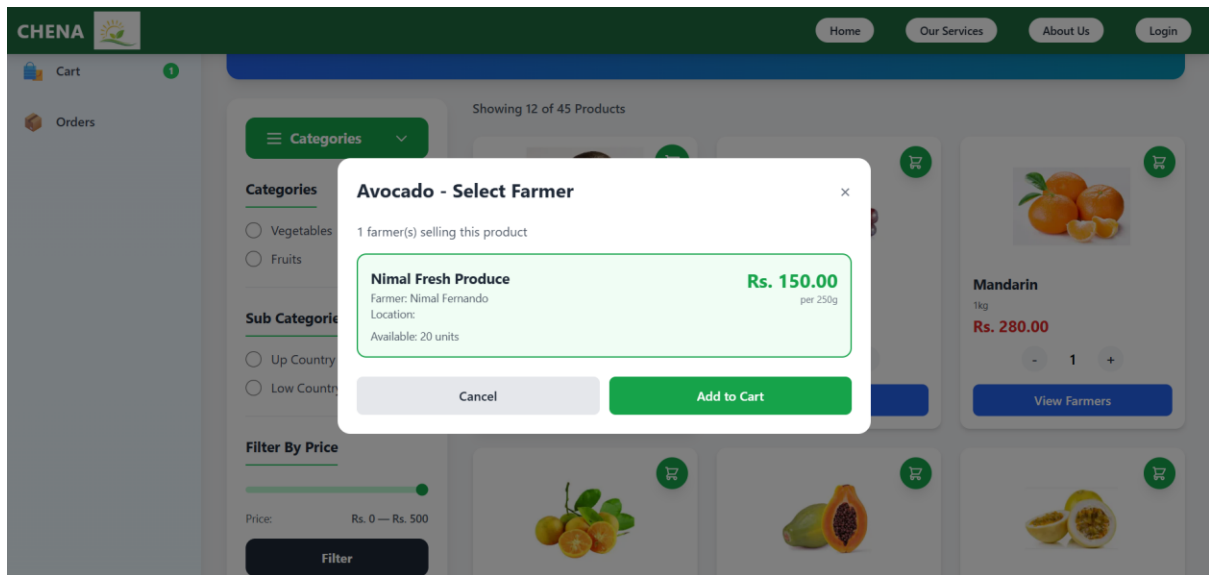 CHENA
Home
Our Services
About Us
Login
Cart
1
Orders
Showing 12 of 45 Products
Categories
Categories
Vegetables
Fruits
Sub Categorie
Up Country
Low Country
Filter By Price
Price:
Rs. 0 — Rs. 500
Filter
Avocado - Select Farmer
×
1 farmer(s) selling this product
Nimal Fresh Produce
Rs. 150.00
Farmer: Nimal Fernando
per 250g
Location:
Available: 20 units
Cancel
Add to Cart
Mandarin
1kg
Rs. 280.00
- 1 +
View Farmers